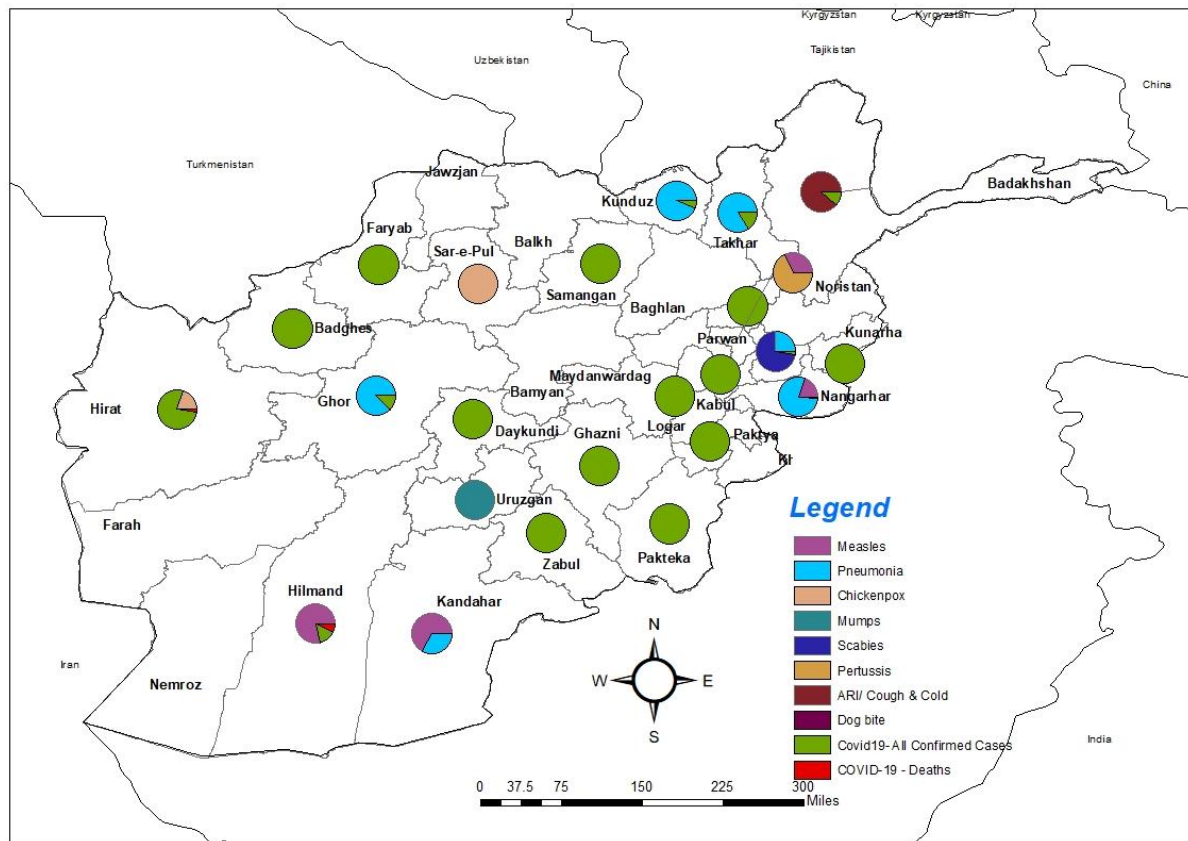 Kyrgyzstan
Kyrgyzstan
Tajikistan
Uzbekistan
China
Turkmenistan
Jawzjan
Badakhshan
Kunduz
Faryab
Takhar
Balkh
Sar-e-Pul
Samangan
Noristan
Baghlan
Badghes
Kunarha
Parwan
Maydanwardag
Bamyan
Kabul
Nangarhar
Ghor
Hirat
Logar
Daykundi
Ghazni
Paktya
Kh
Uruzgan
Farah
Pakteka
Zabul
Hilmand
Kandahar
Nemroz
Iran
India
Legend
Measles
Pneumonia
Chickenpox
Mumps
Scabies
Pertussis
ARI/ Cough & Cold
Dog bite
Covid19- All Confirmed Cases
COVID-19 - Deaths
N
W
E
S
0 37.5 75 150 225 300
Miles